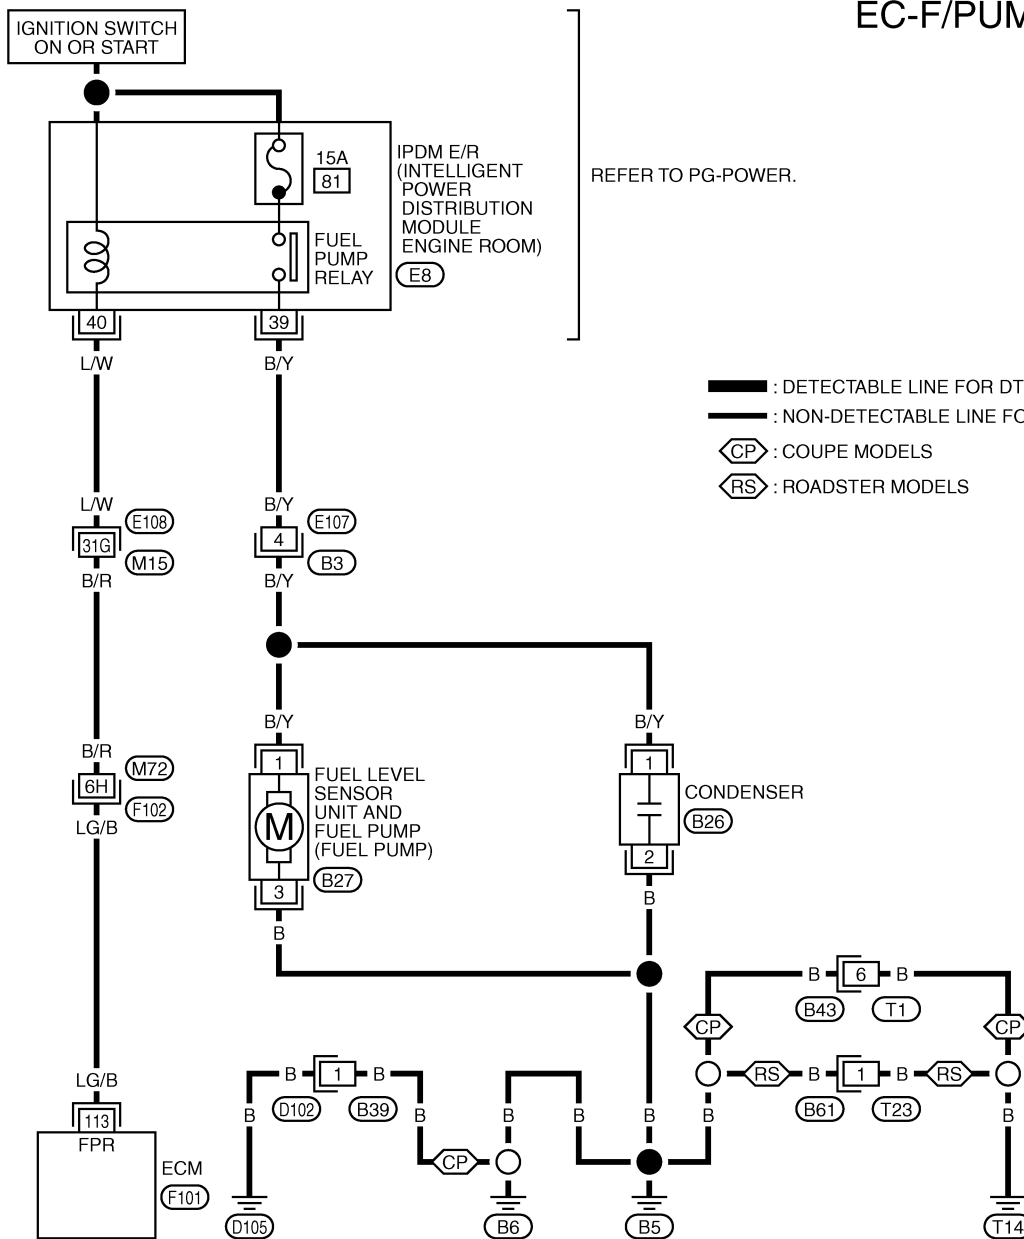 EC-F/PUM
IGNITION SWITCH
ON OR START
15A
81
IPDM E/R
(INTELLIGENT
POWER
DISTRIBUTION
MODULE
ENGINE ROOM)
E8
REFER TO PG-POWER.
FUEL
PUMP
RELAY
40
39
L/W
B/Y
: DETECTABLE LINE FOR DT
: NON-DETECTABLE LINE FO
CP : COUPE MODELS
RS : ROADSTER MODELS
L/W
B/Y
E108
E107
31G
4
M15
B3
B/R
B/Y
B/Y
B/Y
B/R
M72
6H
F102
LG/B
1
1
FUEL LEVEL
SENSOR
UNIT AND
FUEL PUMP
(FUEL PUMP)
M
B27
CONDENSER
B26
3
2
B
B
B 6 B
B43 T1
CP
CP
LG/B
B 1 B
D102 B39
RS B 1 B RS
B61 T23
113
FPR
B
B
B
B
B
B
B
ECM
F101
CP
D105
B6
B5
T14